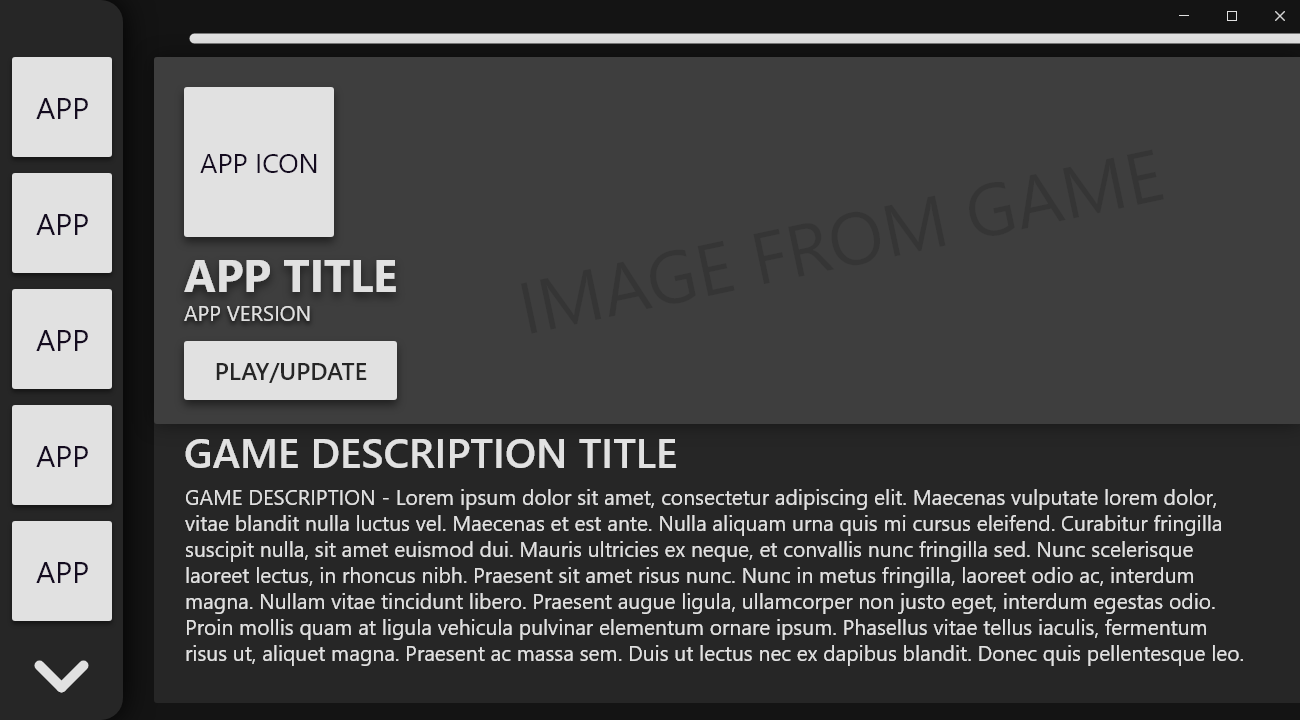 APP
APP
APP
APP
APP
APP ICON
APP TITLE
APP VERSION
PLAY/UPDATE
IMAGE FROM GAME
GAME DESCRIPTION TITLE
GAME DESCRIPTION - Lorem ipsum dolor sit amet, consectetur adipiscing elit. Maecenas vulputate lorem dolor,
vitae blandit nulla luctus vel. Maecenas et est ante. Nulla aliquam urna quis mi cursus eleifend. Curabitur fringilla
suscipit nulla, sit amet euismod dui. Mauris ultricies ex neque, et convallis nunc fringilla sed. Nunc scelerisque
laoreet lectus, in rhoncus nibh. Praesent sit amet risus nunc. Nunc in metus fringilla, laoreet odio ac, interdum
magna. Nullam vitae tincidunt libero. Praesent augue ligula, ullamcorper non justo eget, interdum egestas odio.
Proin mollis quam at ligula vehicula pulvinar elementum ornare ipsum. Phasellus vitae tellus iaculis, fermentum
risus ut, aliquet magna. Praesent ac massa sem. Duis ut lectus nec ex dapibus blandit. Donec quis pellentesque leo.